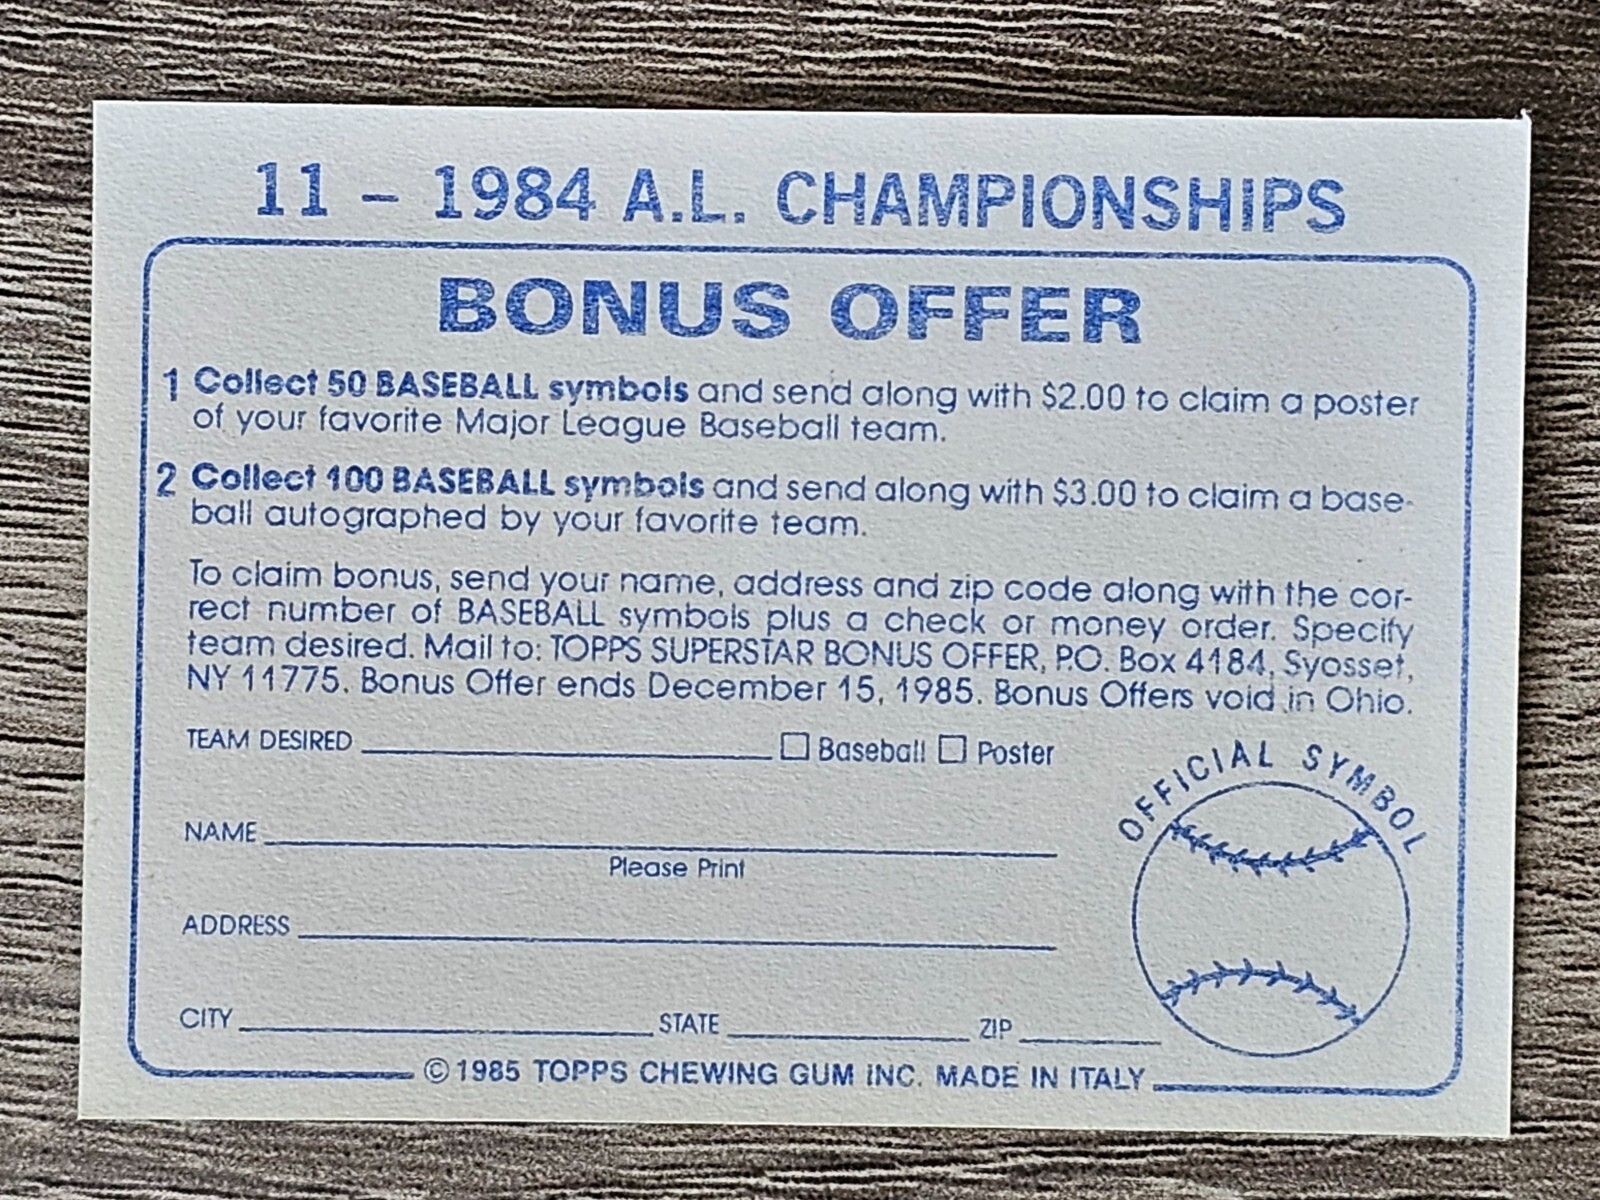 11 – 1984 A.L. CHAMPIONSHIPS
BONUS OFFER
1 Collect 50 BASEBALL symbols and send along with $2.00 to claim a poster
of your favorite Major League Baseball team.
2 Collect 100 BASEBALL symbols and send along with $3.00 to claim a base-
ball autographed by your favorite team.
To claim bonus, send your name, address and zip code along with the cor-
rect number of BASEBALL symbols plus a check or money order. Specify
team desired. Mail to: TOPPS SUPERSTAR BONUS OFFER, P.O. Box 4184, Syosset,
NY 11775. Bonus Offer ends December 15, 1985. Bonus Offers void in Ohio.
TEAM DESIRED Baseball Poster
OFFICIAL SYMBOL
NAME
Please Print
ADDRESS
CITY STATE ZIP
©1985 TOPPS CHEWING GUM INC. MADE IN ITALY